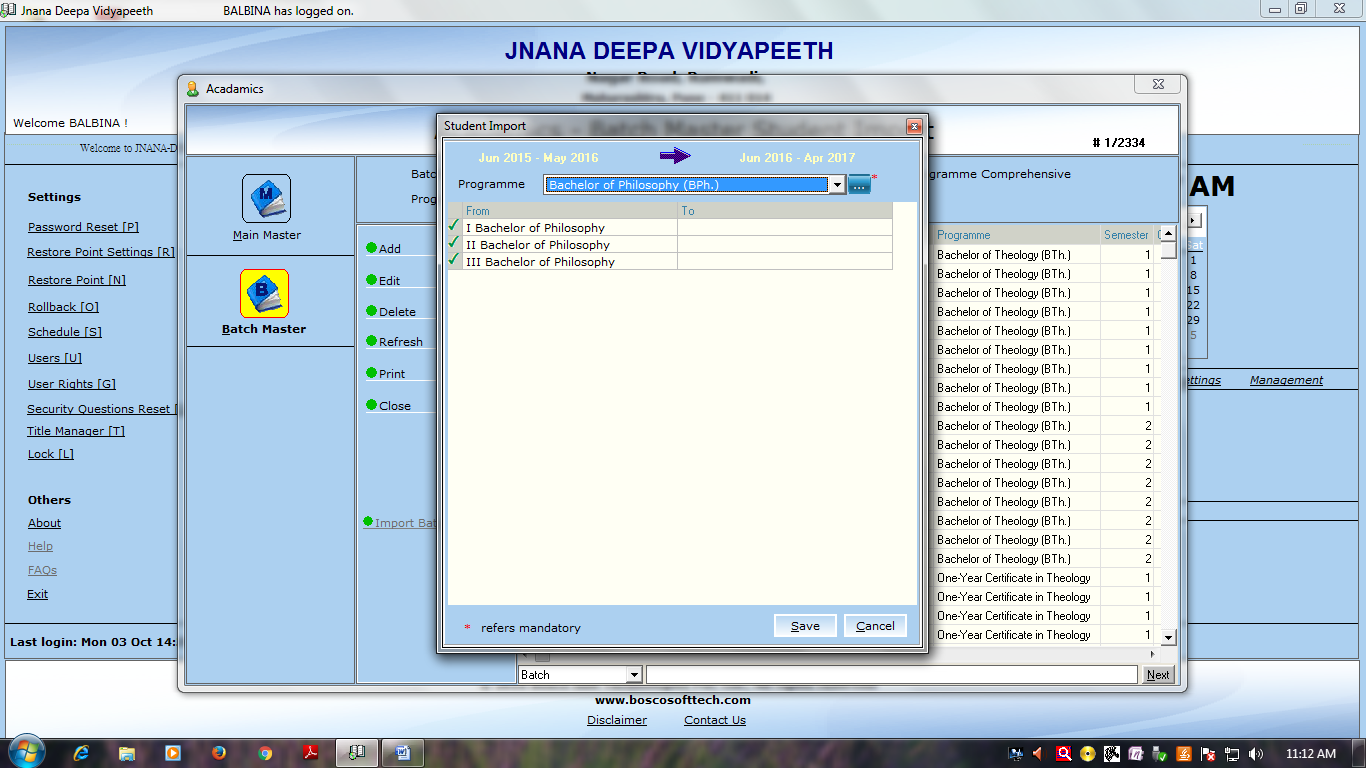 Jnana Deepa Vidyapeeth BALBINA has logged on.
JNANA DEEPA VIDYAPEETH
Welcome BALBINA !
Welcome to JNANA-D
Settings
Password Reset [P]
Restore Point Settings [R]
Restore Point [N]
Rollback [O]
Schedule [S]
Users [U]
User Rights [G]
Security Questions Reset [
Title Manager [T]
Lock [L]
Others
About
Help
FAQs
Exit
Last login: Mon 03 Oct 14:
Acadamics
# 1/2334
Main Master
Batch Master
Add
Edit
Delete
Refresh
Print
Close
Import Bat
Student Import
Jun 2015 - May 2016 Jun 2016 - Apr 2017
Programme Bachelor of Philosophy (BPh.) ... *
From To
I Bachelor of Philosophy
II Bachelor of Philosophy
III Bachelor of Philosophy
* refers mandatory
Save Cancel
gramme Comprehensive
Programme Semester
Bachelor of Theology (BTh.) 1
Bachelor of Theology (BTh.) 1
Bachelor of Theology (BTh.) 1
Bachelor of Theology (BTh.) 1
Bachelor of Theology (BTh.) 1
Bachelor of Theology (BTh.) 1
Bachelor of Theology (BTh.) 1
Bachelor of Theology (BTh.) 1
Bachelor of Theology (BTh.) 1
Bachelor of Theology (BTh.) 2
Bachelor of Theology (BTh.) 2
Bachelor of Theology (BTh.) 2
Bachelor of Theology (BTh.) 2
Bachelor of Theology (BTh.) 2
Bachelor of Theology (BTh.) 2
Bachelor of Theology (BTh.) 2
Bachelor of Theology (BTh.) 2
One-Year Certificate in Theology 1
One-Year Certificate in Theology 1
One-Year Certificate in Theology 1
One-Year Certificate in Theology 1
Batch Next
AM
Sat
1
8
15
22
29
5
ettings Management
www.boscosofttech.com
Disclaimer Contact Us
11:12 AM